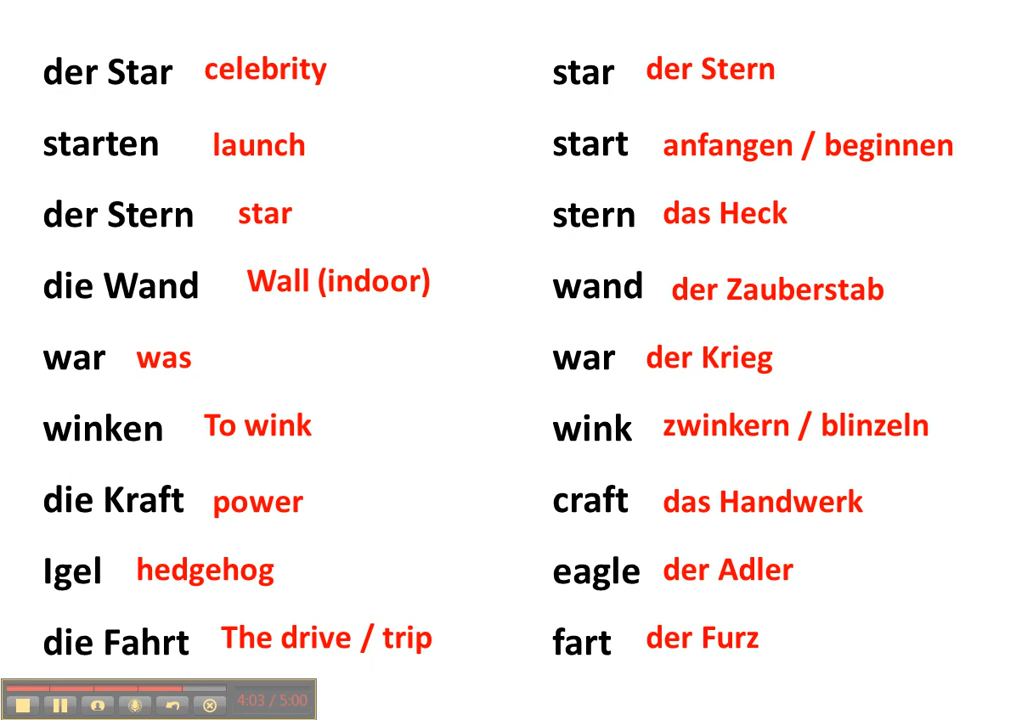 der Star celebrity
star der Stern
starten launch
start anfangen / beginnen
der Stern star
stern das Heck
die Wand Wall (indoor)
wand der Zauberstab
war was
war der Krieg
winken To wink
wink zwinkern / blinzeln
die Kraft power
craft das Handwerk
Igel hedgehog
eagle der Adler
die Fahrt The drive / trip
fart der Furz
4:03 / 5:00